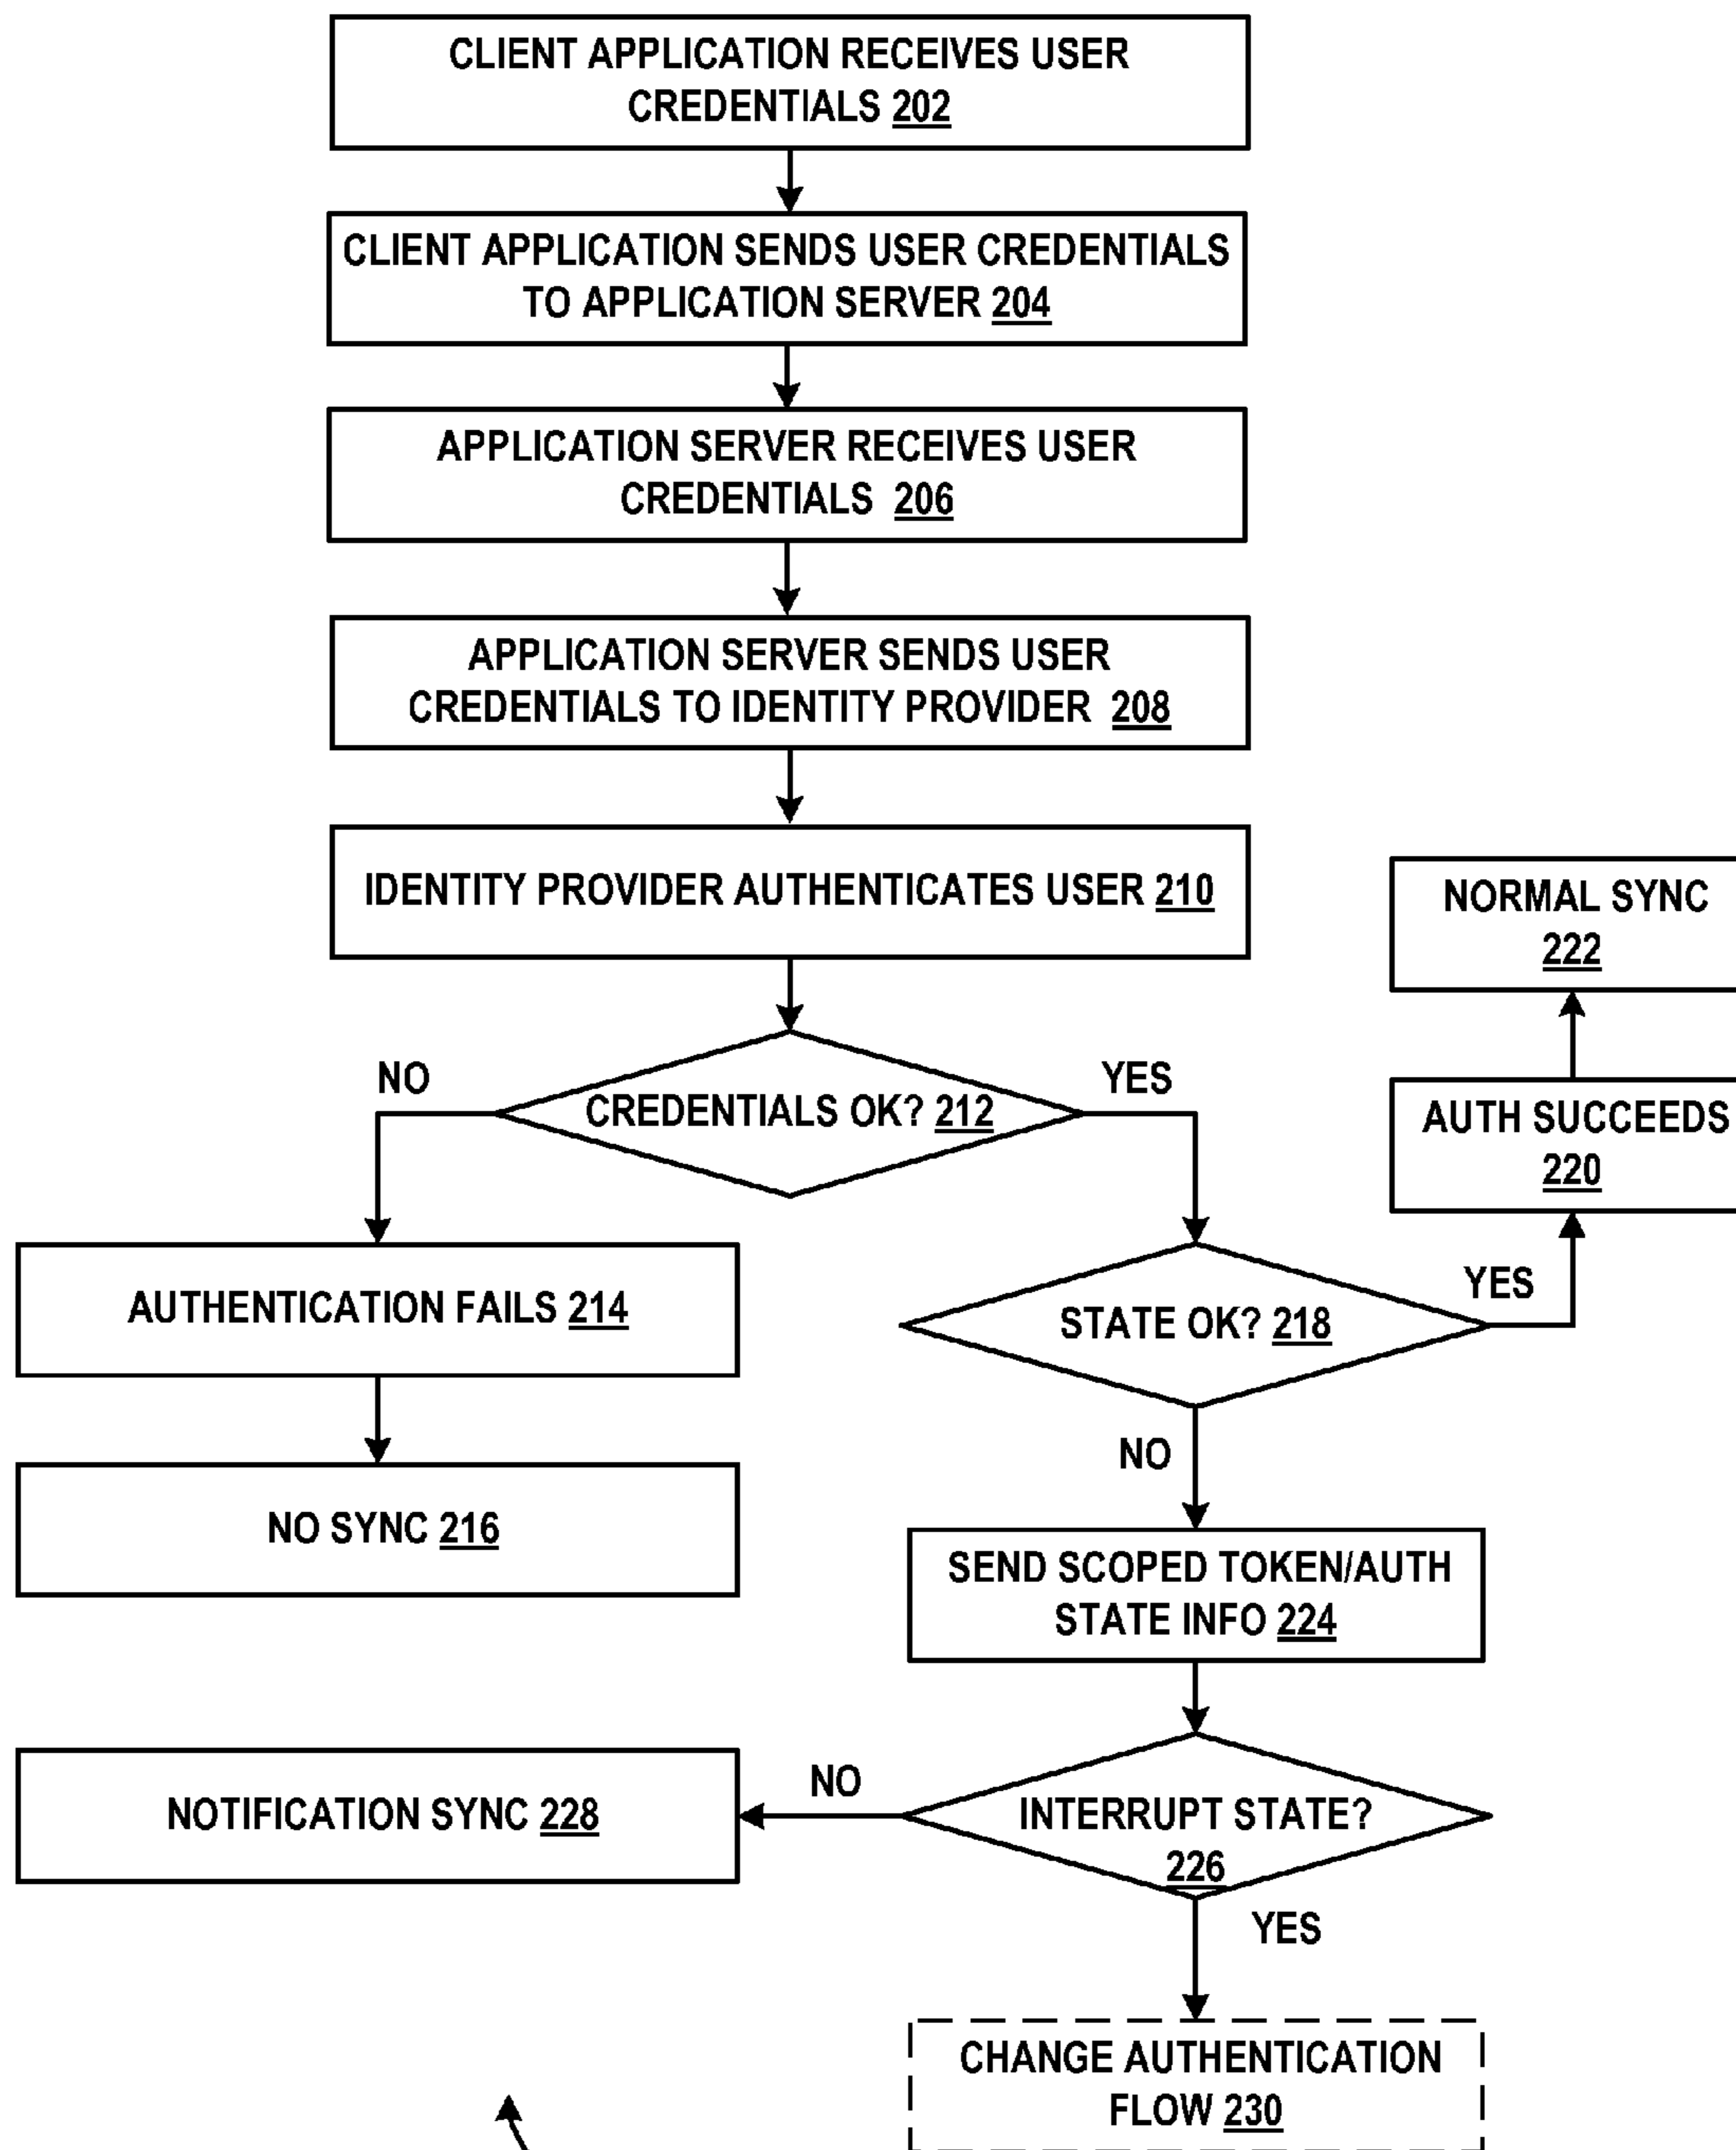 CLIENT APPLICATION RECEIVES USER
CREDENTIALS 202
CLIENT APPLICATION SENDS USER CREDENTIALS
TO APPLICATION SERVER 204
APPLICATION SERVER RECEIVES USER
CREDENTIALS 206
APPLICATION SERVER SENDS USER
CREDENTIALS TO IDENTITY PROVIDER 208
IDENTITY PROVIDER AUTHENTICATES USER 210
NORMAL SYNC
222
NO
YES
CREDENTIALS OK? 212
AUTH SUCCEEDS
220
AUTHENTICATION FAILS 214
YES
STATE OK? 218
NO
NO SYNC 216
SEND SCOPED TOKEN/AUTH
STATE INFO 224
NO
NOTIFICATION SYNC 228
INTERRUPT STATE?
226
YES
CHANGE AUTHENTICATION
FLOW 230